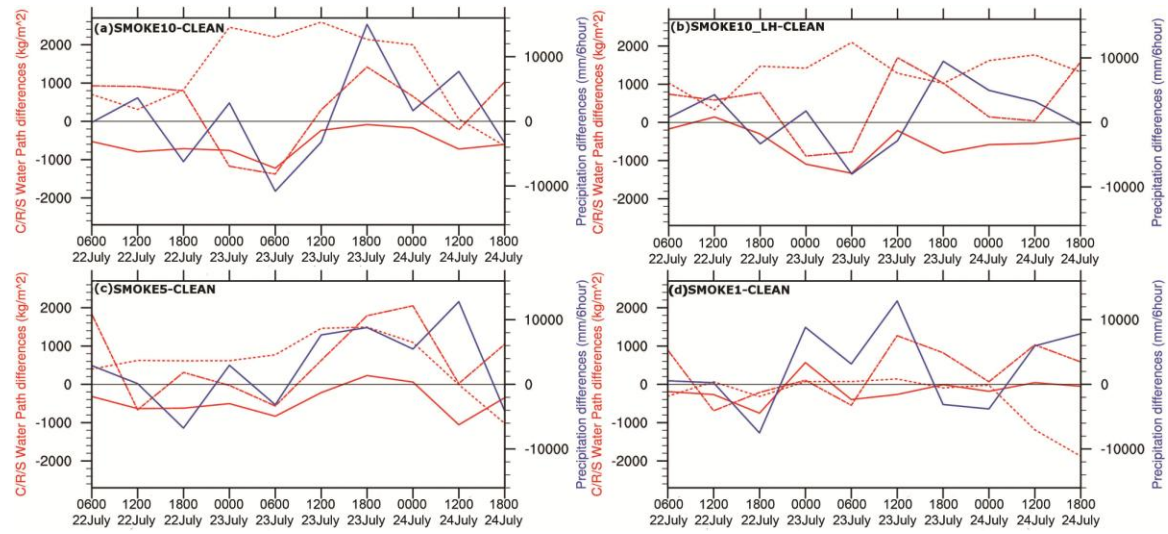 (a)SMOKE10-CLEAN
C/R/S Water Path differences (kg/m^2)
2000
1000
0
-1000
-2000
10000
0
-10000
Precipitation differences (mm/6hour)
0600 1200 1800 0000 0600 1200 1800 0000 1200 1800
22July 22July 22July 23July 23July 23July 23July 24July 24July 24July
(b)SMOKE10_LH-CLEAN
C/R/S Water Path differences (kg/m^2)
2000
1000
0
-1000
-2000
10000
0
-10000
Precipitation differences (mm/6hour)
0600 1200 1800 0000 0600 1200 1800 0000 1200 1800
22July 22July 22July 23July 23July 23July 23July 24July 24July 24July
(c)SMOKE5-CLEAN
C/R/S Water Path differences (kg/m^2)
2000
1000
0
-1000
-2000
10000
0
-10000
Precipitation differences (mm/6hour)
0600 1200 1800 0000 0600 1200 1800 0000 1200 1800
22July 22July 22July 23July 23July 23July 23July 24July 24July 24July
(d)SMOKE1-CLEAN
C/R/S Water Path differences (kg/m^2)
2000
1000
0
-1000
-2000
10000
0
-10000
Precipitation differences (mm/6hour)
0600 1200 1800 0000 0600 1200 1800 0000 1200 1800
22July 22July 22July 23July 23July 23July 23July 24July 24July 24July